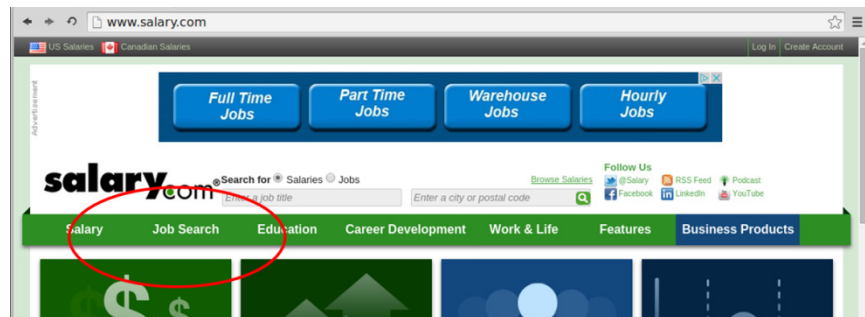 www.salary.com
US Salaries Canadian Salaries Log In Create Account
Advertisement
Full Time Jobs
Part Time Jobs
Warehouse Jobs
Hourly Jobs
salary.com®
Search for Salaries Jobs Browse Salaries
Enter a job title Enter a city or postal code
Follow Us
@Salary RSS Feed Podcast
Facebook LinkedIn YouTube
Salary Job Search Education Career Development Work & Life Features Business Products
$ $ $